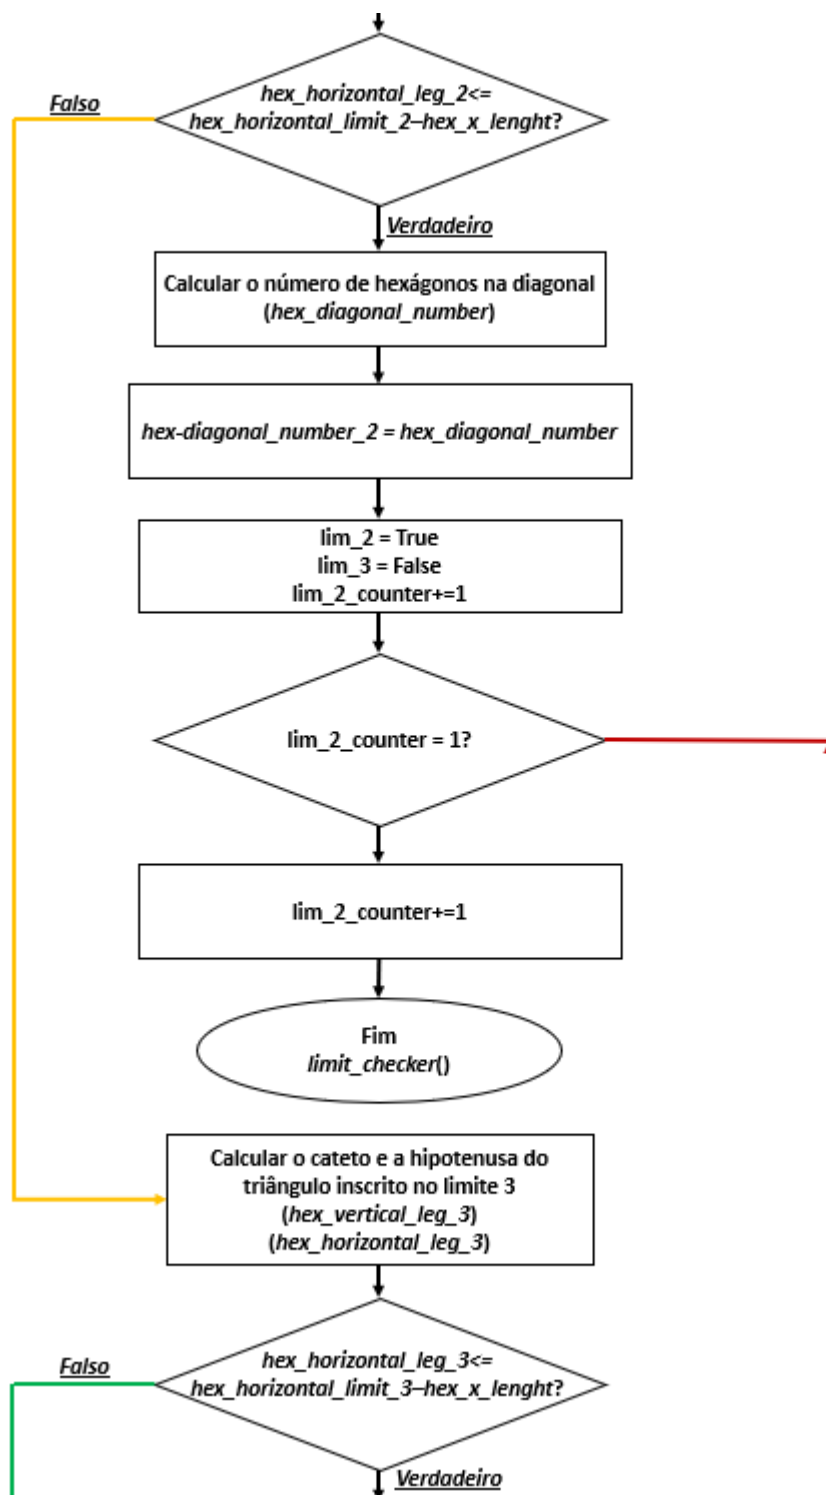 hex_horizontal_leg_2<=
Falso
hex_horizontal_limit_2–hex_x_lenght?
Verdadeiro
Calcular o número de hexágonos na diagonal
(hex_diagonal_number)
hex-diagonal_number_2 = hex_diagonal_number
lim_2 = True
lim_3 = False
lim_2_counter+=1
lim_2_counter = 1?
lim_2_counter+=1
Fim
limit_checker()
Calcular o cateto e a hipotenusa do
triângulo inscrito no limite 3
(hex_vertical_leg_3)
(hex_horizontal_leg_3)
hex_horizontal_leg_3<=
Falso
hex_horizontal_limit_3–hex_x_lenght?
Verdadeiro